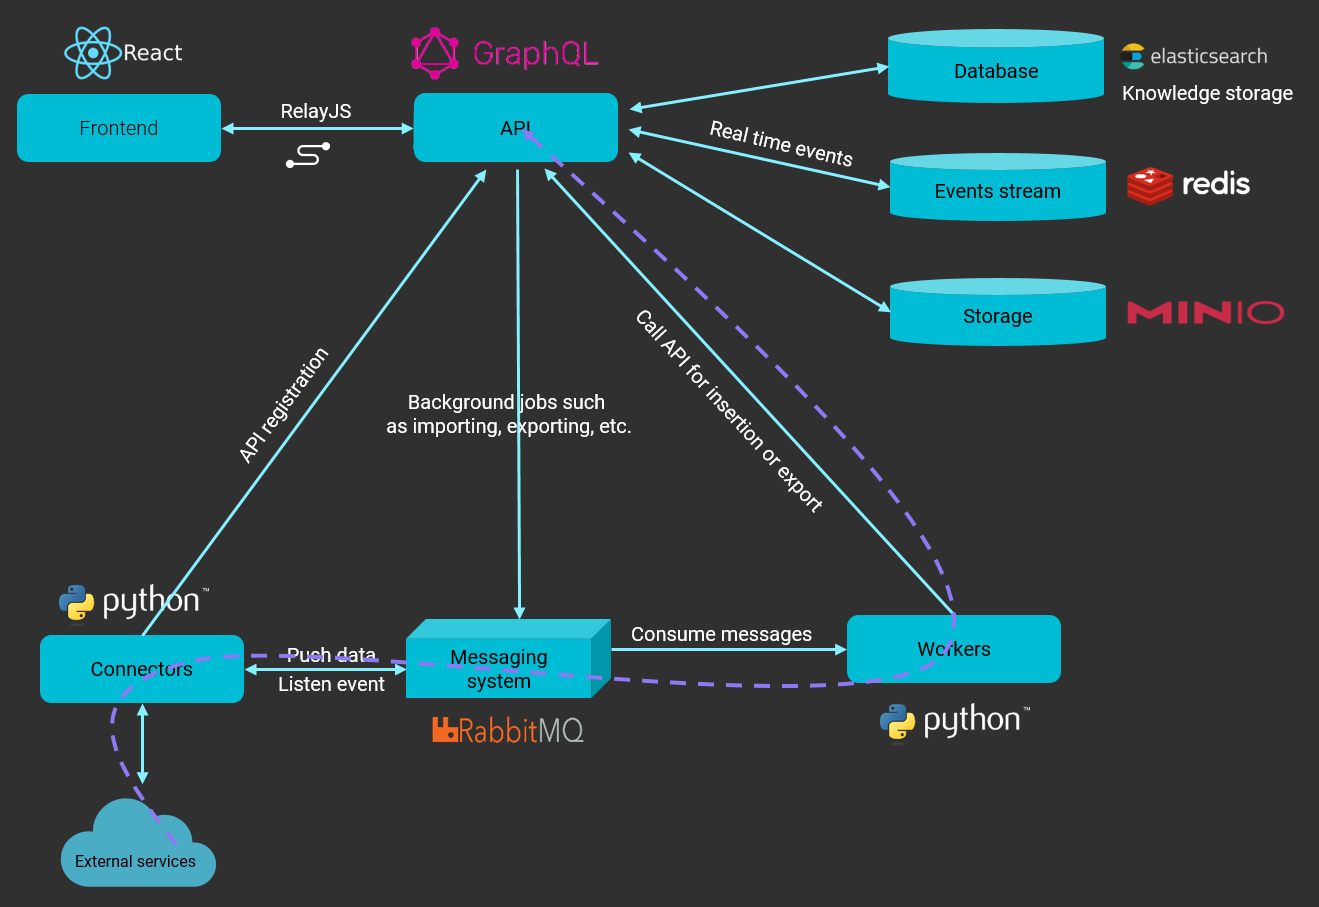 React
GraphQL
Database
elasticsearch
Knowledge storage
Frontend
RelayJS
API
Real time events
Events stream
redis
Storage
MINIO
Call API for insertion or export
API registration
Background jobs such
as importing, exporting, etc.
python™
Connectors
Push data
Listen event
Messaging
system
RabbitMQ
Consume messages
Workers
python™
External services